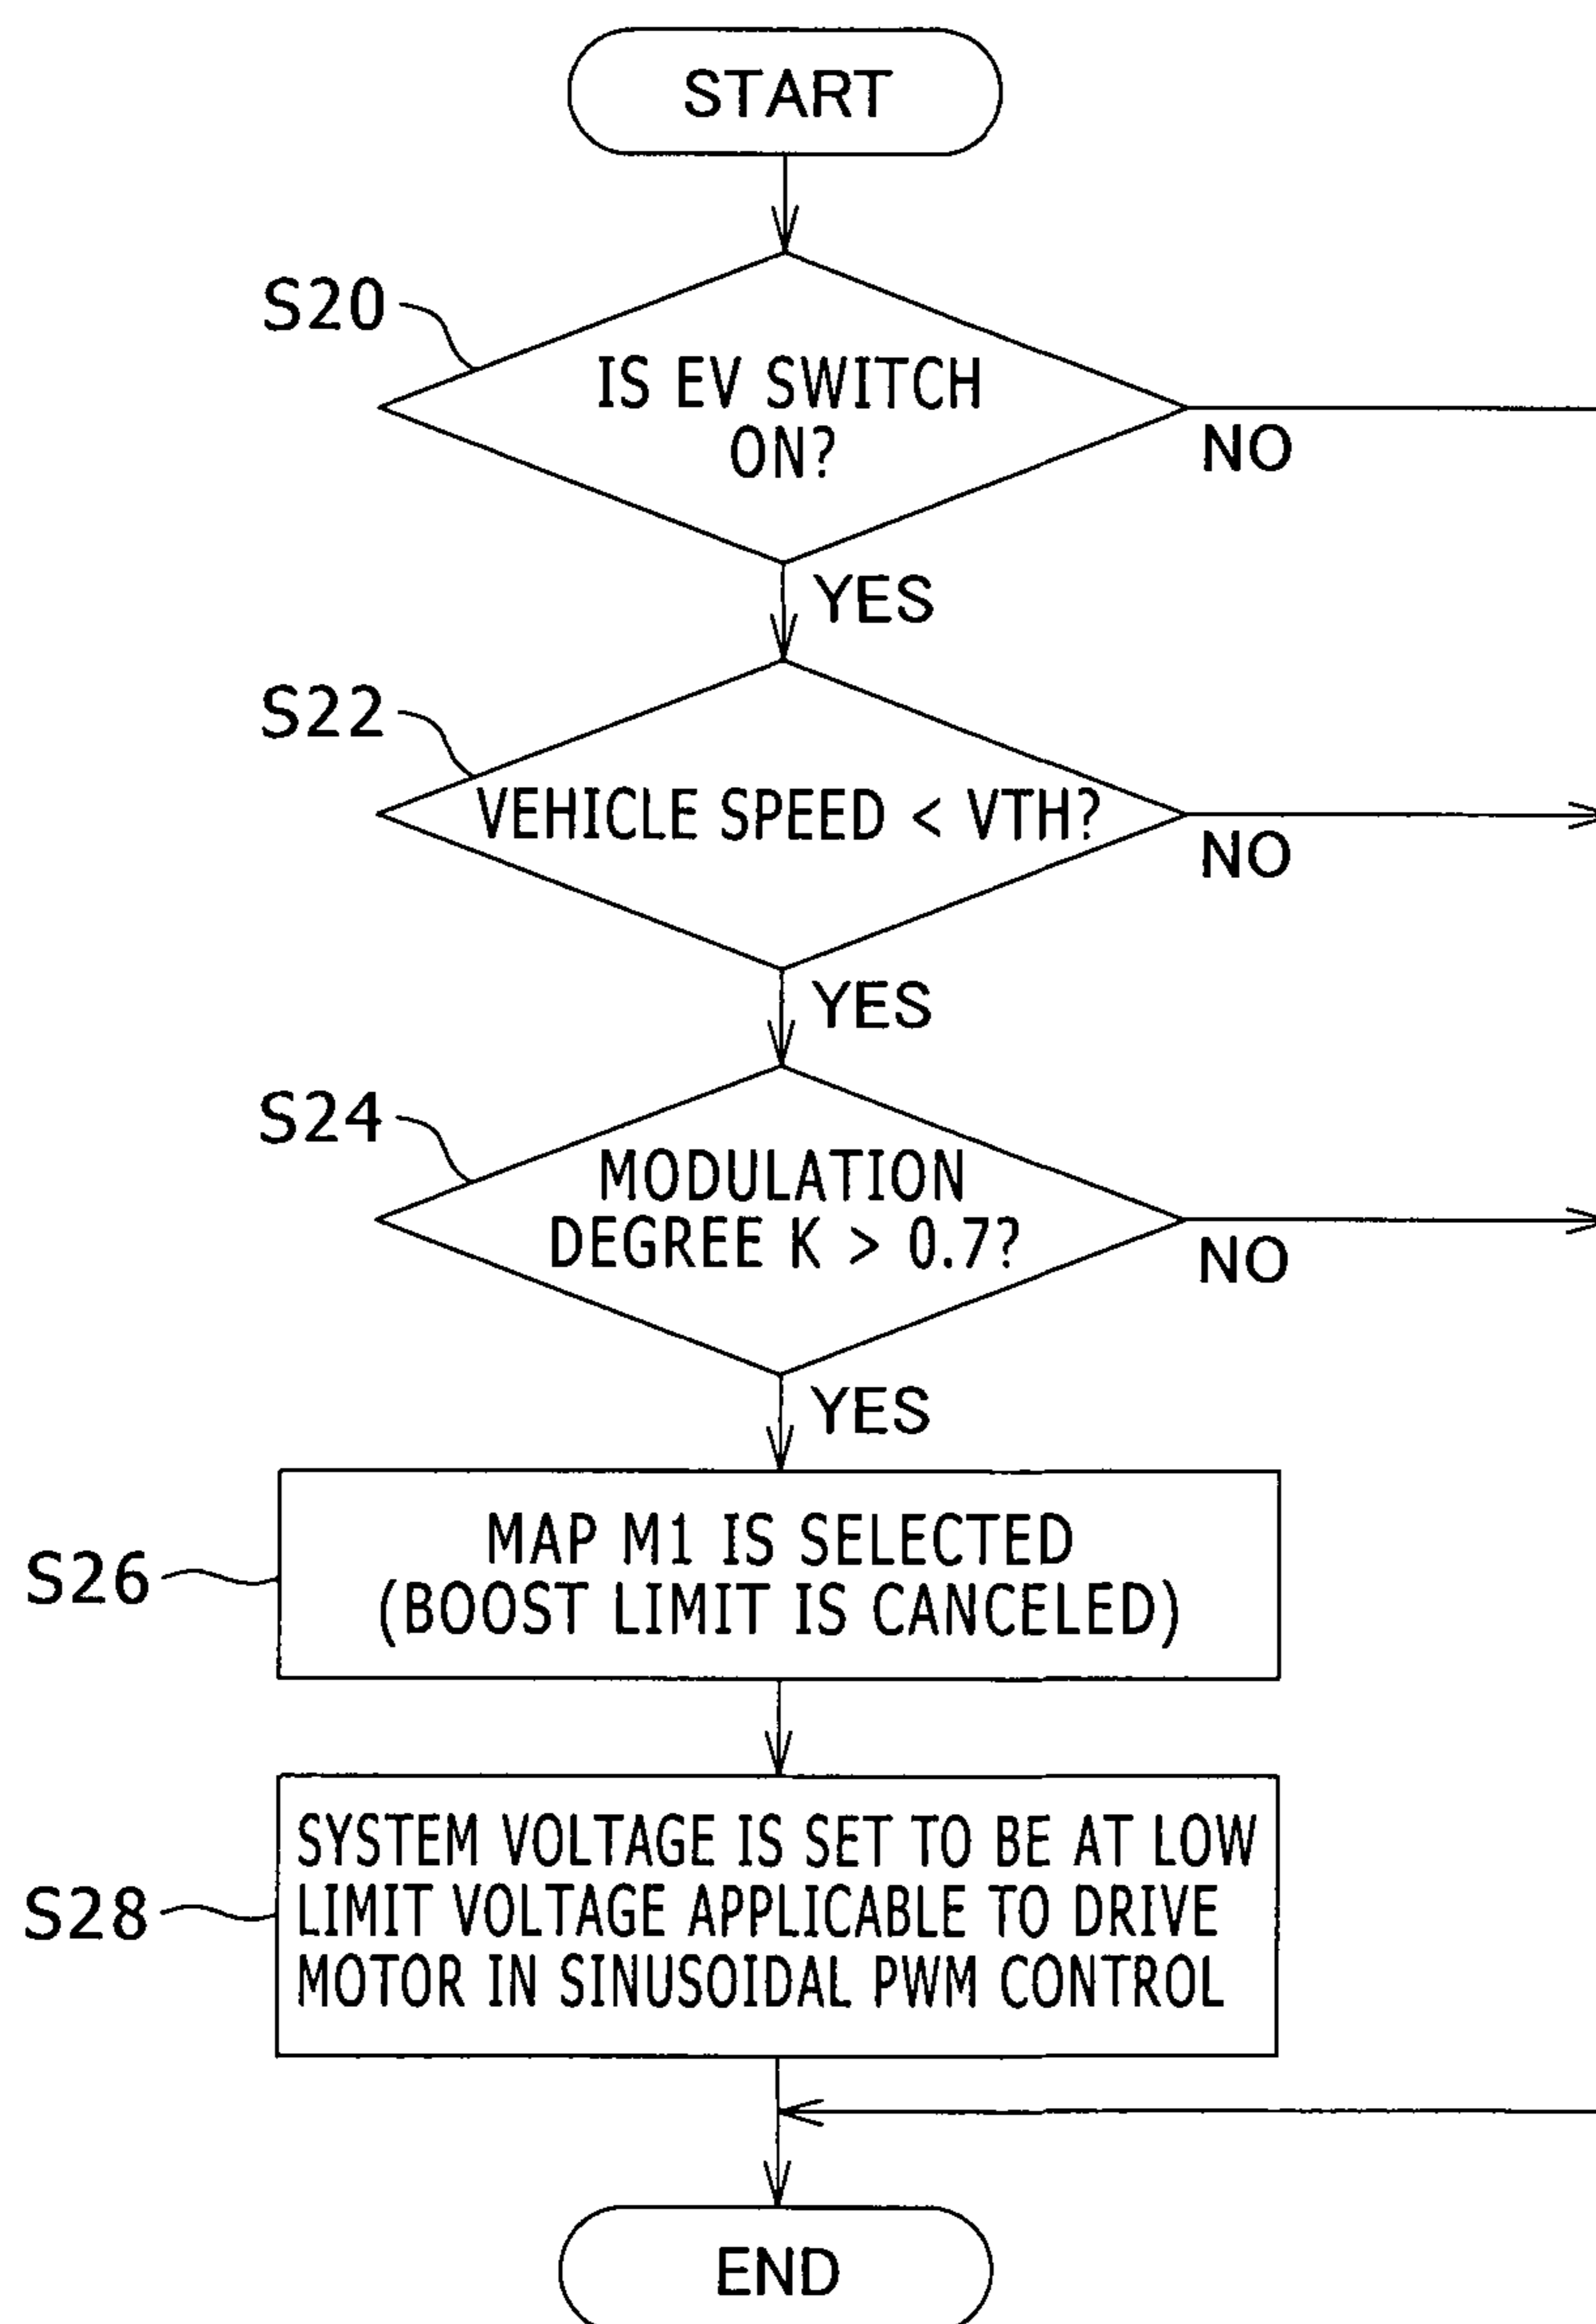 START
S20
IS EV SWITCH
ON?
NO
YES
S22
VEHICLE SPEED < VTH?
NO
YES
S24
MODULATION
DEGREE K > 0.7?
NO
YES
S26
MAP M1 IS SELECTED
(BOOST LIMIT IS CANCELED)
S28
SYSTEM VOLTAGE IS SET TO BE AT LOW
LIMIT VOLTAGE APPLICABLE TO DRIVE
MOTOR IN SINUSOIDAL PWM CONTROL
END